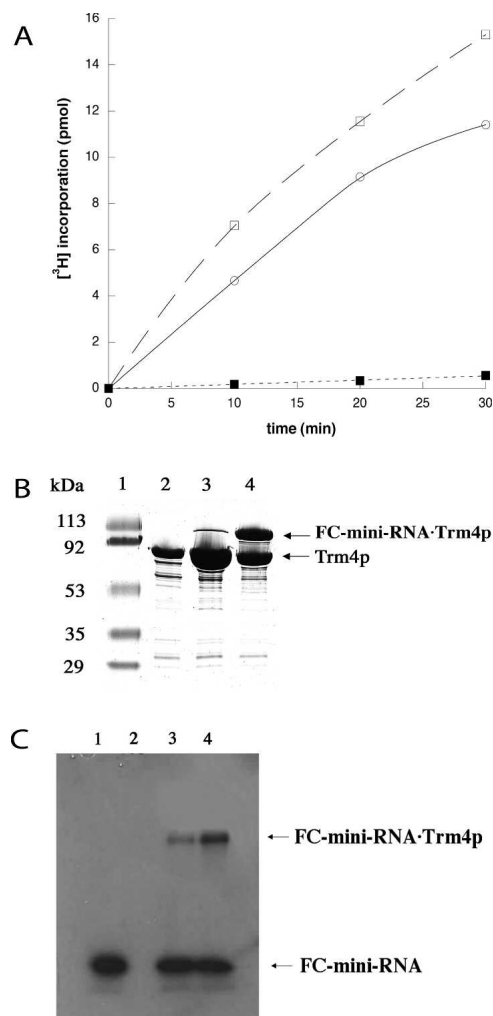 A
[³H] incorporation (pmol)
16
14
12
10
8
6
4
2
0
0 5 10 15 20 25 30
time (min)
B
kDa 1 2 3 4
113
92
53
35
29
FC-mini-RNA·Trm4p
Trm4p
C
1 2 3 4
FC-mini-RNA·Trm4p
FC-mini-RNA